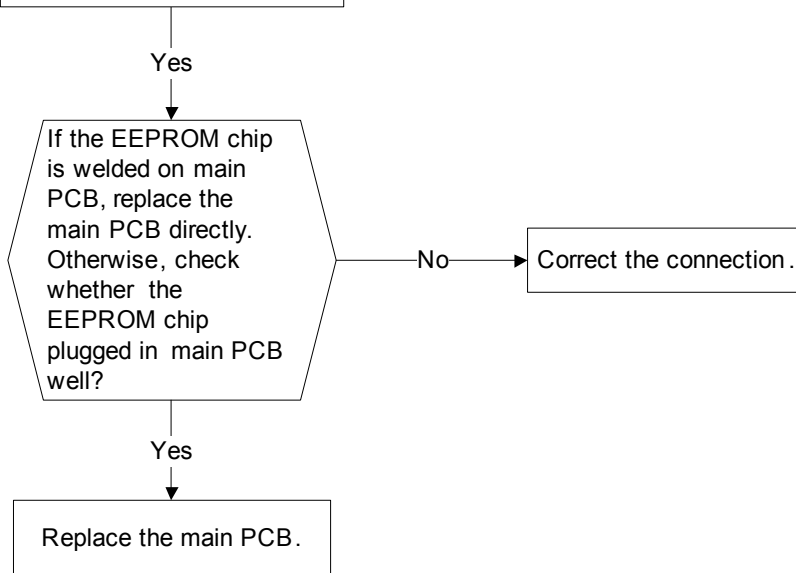 Yes
If the EEPROM chip
is welded on main
PCB, replace the
main PCB directly.
Otherwise, check
whether the
EEPROM chip
plugged in main PCB
well?
No
Correct the connection.
Yes
Replace the main PCB.